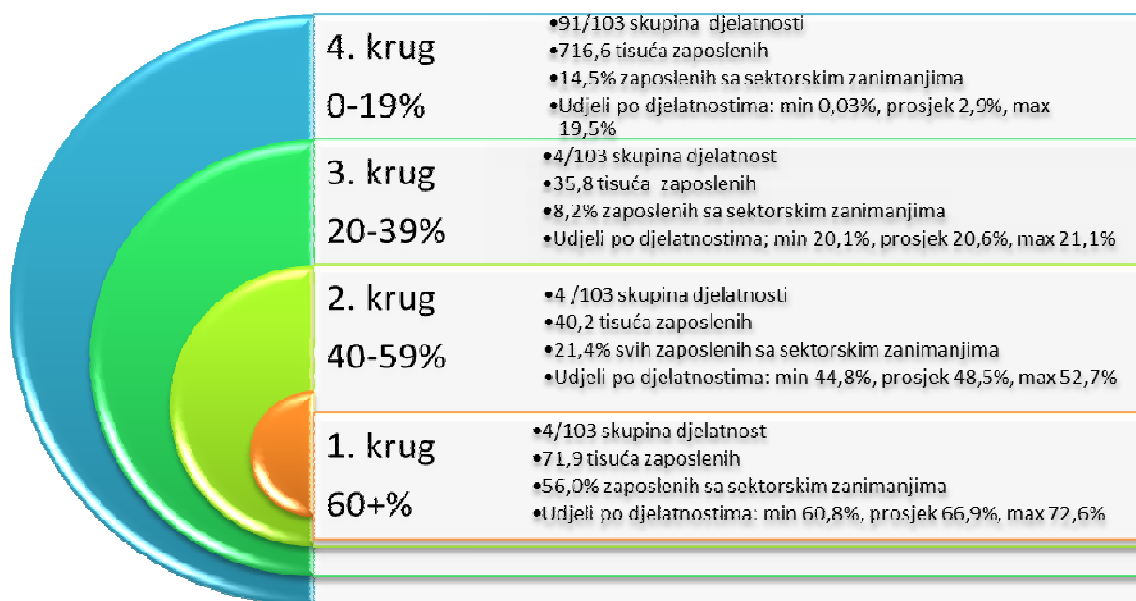 4. krug
0-19%
•91/103 skupina djelatnosti
•716,6 tisuća zaposlenih
•14,5% zaposlenih sa sektorskim zanimanjima
•Udjeli po djelatnostima: min 0,03%, prosjek 2,9%, max
19,5%
3. krug
20-39%
•4/103 skupina djelatnost
•35,8 tisuća zaposlenih
•8,2% zaposlenih sa sektorskim zanimanjima
•Udjeli po djelatnostima; min 20,1%, prosjek 20,6%, max 21,1%
2. krug
40-59%
•4 /103 skupina djelatnosti
•40,2 tisuća zaposlenih
•21,4% svih zaposlenih sa sektorskim zanimanjima
•Udjeli po djelatnostima: min 44,8%, prosjek 48,5%, max 52,7%
1. krug
60+%
•4/103 skupina djelatnost
•71,9 tisuća zaposlenih
•56,0% zaposlenih sa sektorskim zanimanjima
•Udjeli po djelatnostima: min 60,8%, prosjek 66,9%, max 72,6%